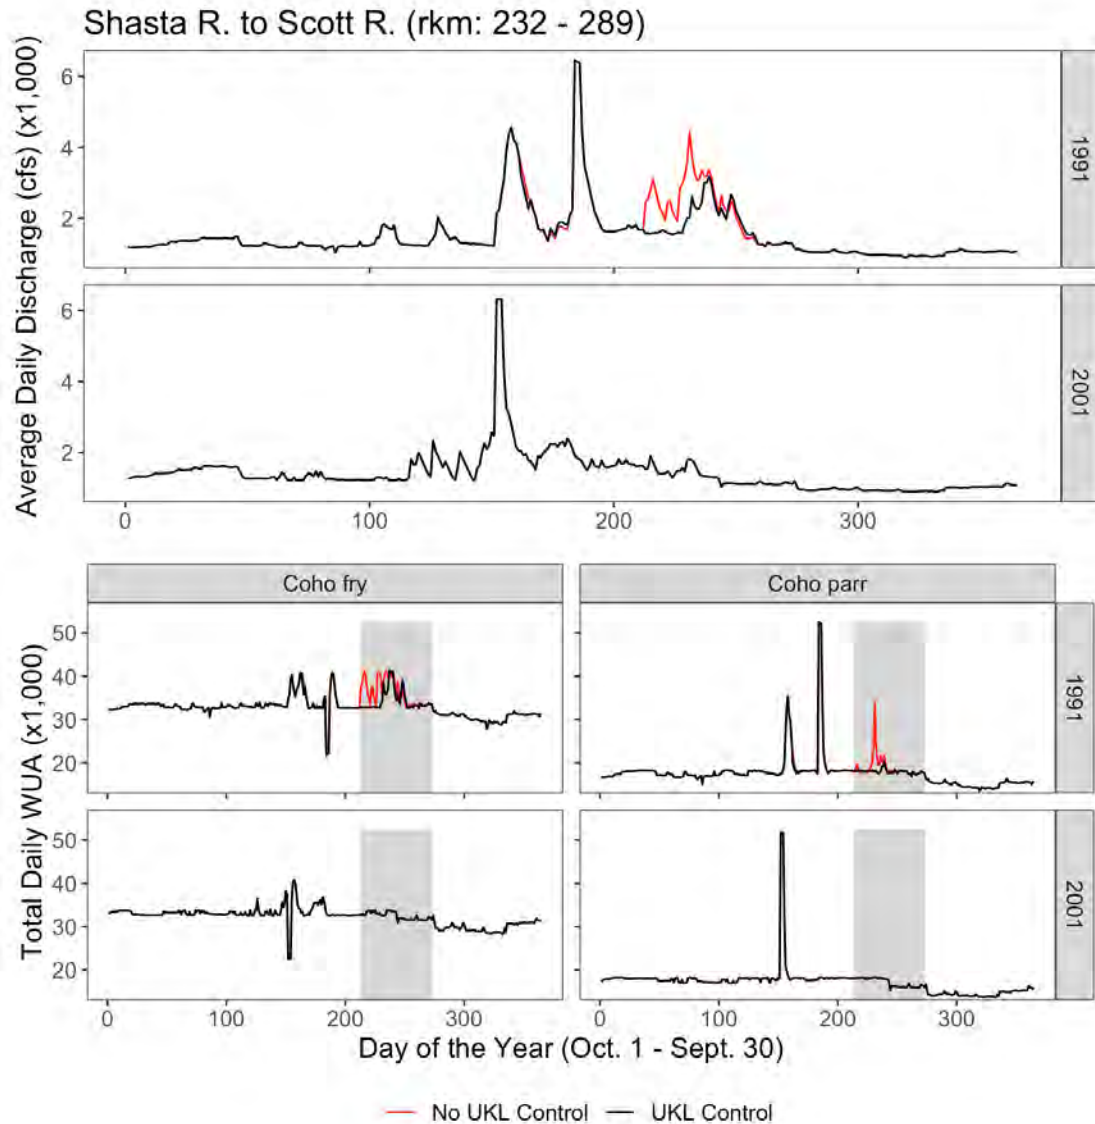 Shasta R. to Scott R. (rkm: 232 - 289)
Average Daily Discharge (cfs) (x1,000)
6
4
2
1991
6
4
2
2001
0 100 200 300
Coho fry Coho parr
Total Daily WUA (x1,000)
50
40
30
20
1991
50
40
30
20
2001
0 100 200 300 0 100 200 300
Day of the Year (Oct. 1 - Sept. 30)
No UKL Control UKL Control